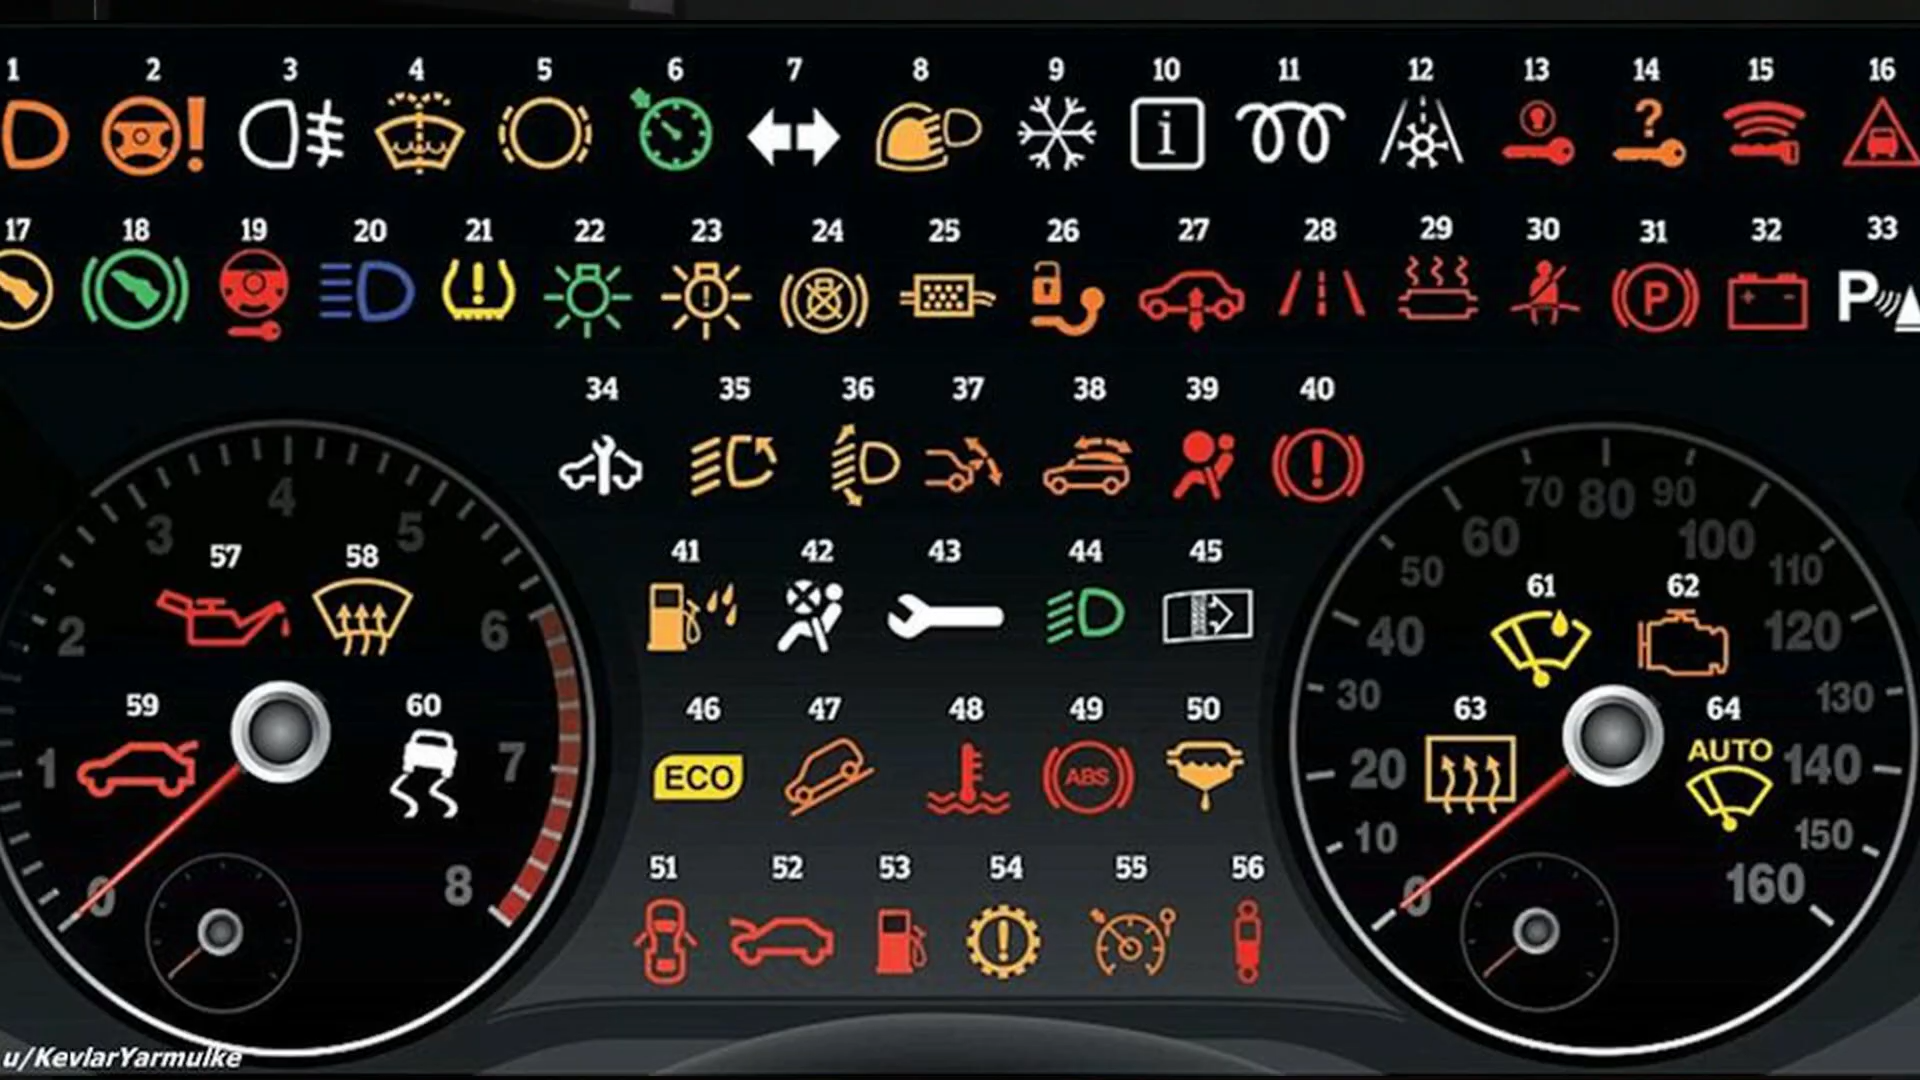 1 2 3 4 5 6 7 8 9 10 11 12 13 14 15 16
i
?
17 18 19 20 21 22 23 24 25 26 27 28 29 30 31 32 33
P P
34 35 36 37 38 39 40
41 42 43 44 45
46 47 48 49 50
ECO ABS
51 52 53 54 55 56
57 58
59 60
0 1 2 3 4 5 6 7 8
61 62
63 64
AUTO
0 10 20 30 40 50 60 70 80 90 100 110 120 130 140 150 160
u/KevlarYarmulke